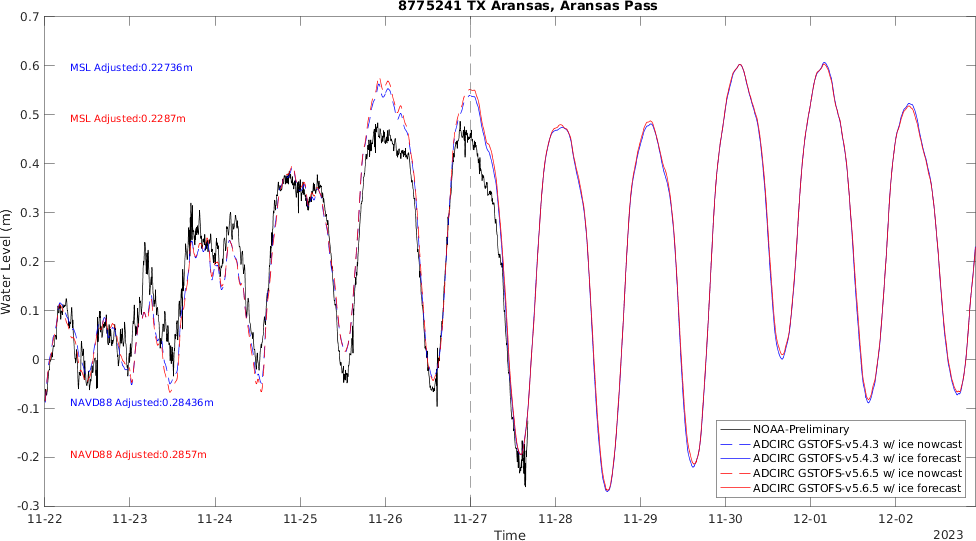 8775241 TX Aransas, Aransas Pass
0.7
0.6
0.5
0.4
0.3
0.2
0.1
0
-0.1
-0.2
-0.3
Water Level (m)
MSL Adjusted:0.22736m
MSL Adjusted:0.2287m
NAVD88 Adjusted:0.28436m
NAVD88 Adjusted:0.2857m
NOAA-Preliminary
ADCIRC GSTOFS-v5.4.3 w/ ice nowcast
ADCIRC GSTOFS-v5.4.3 w/ ice forecast
ADCIRC GSTOFS-v5.6.5 w/ ice nowcast
ADCIRC GSTOFS-v5.6.5 w/ ice forecast
11-22 11-23 11-24 11-25 11-26 11-27 11-28 11-29 11-30 12-01 12-02
Time
2023